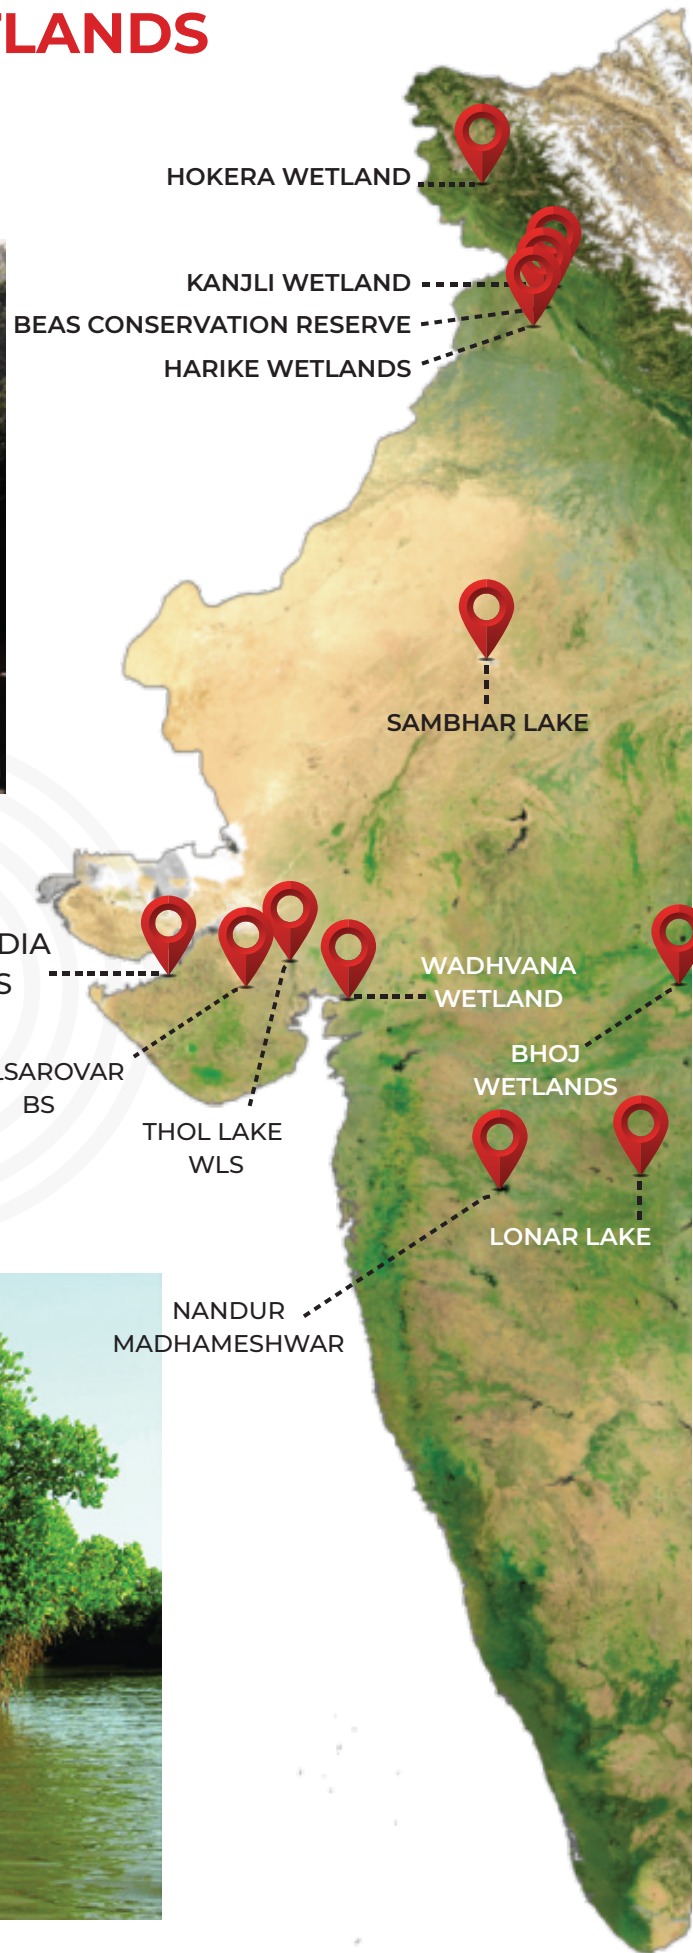 TLANDS
HOKERA WETLAND
KANJLI WETLAND
BEAS CONSERVATION RESERVE
HARIKE WETLANDS
SAMBHAR LAKE
DIA
S
WADHVANA
WETLAND
BHOJ
WETLANDS
LSAROVAR
BS
THOL LAKE
WLS
LONAR LAKE
NANDUR
MADHAMESHWAR